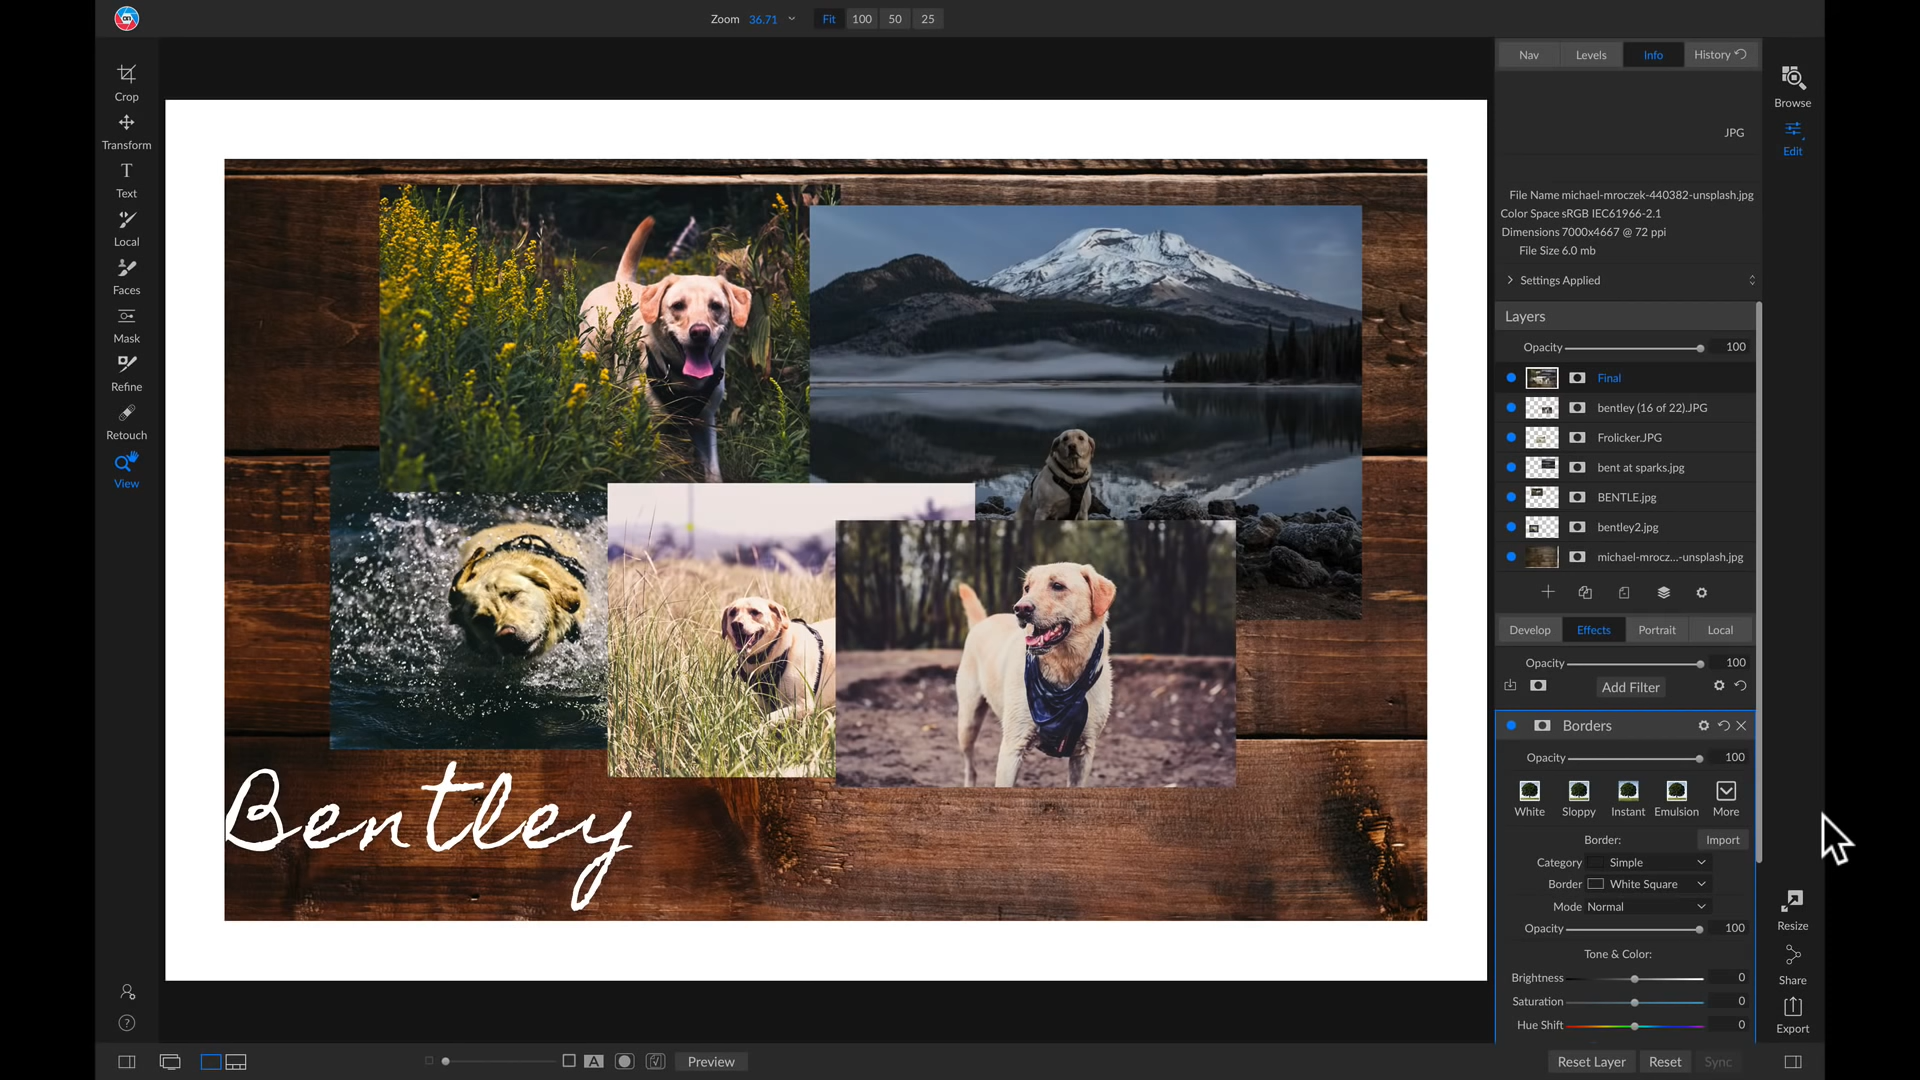 Zoom 36.71 Fit 100 50 25
Crop
Transform
Text
Local
Faces
Mask
Refine
Retouch
View
Bentley
Nav Levels Info History
JPG
File Name michael-mroczek-440382-unsplash.jpg
Color Space sRGB IEC61966-2.1
Dimensions 7000x4667 @ 72 ppi
File Size 6.0 mb
Settings Applied
Layers
Opacity 100
Final
bentley (16 of 22).JPG
Frolicker.JPG
bent at sparks.jpg
BENTLE.jpg
bentley2.jpg
michael-mrocz...-unsplash.jpg
Develop Effects Portrait Local
Opacity 100
Add Filter
Borders
Opacity 100
White Sloppy Instant Emulsion More
Border: Import
Category Simple
Border White Square
Mode Normal
Opacity 100
Tone & Color:
Brightness 0
Saturation 0
Hue Shift 0
Browse
Edit
Resize
Share
Export
A Preview Reset Layer Reset Sync